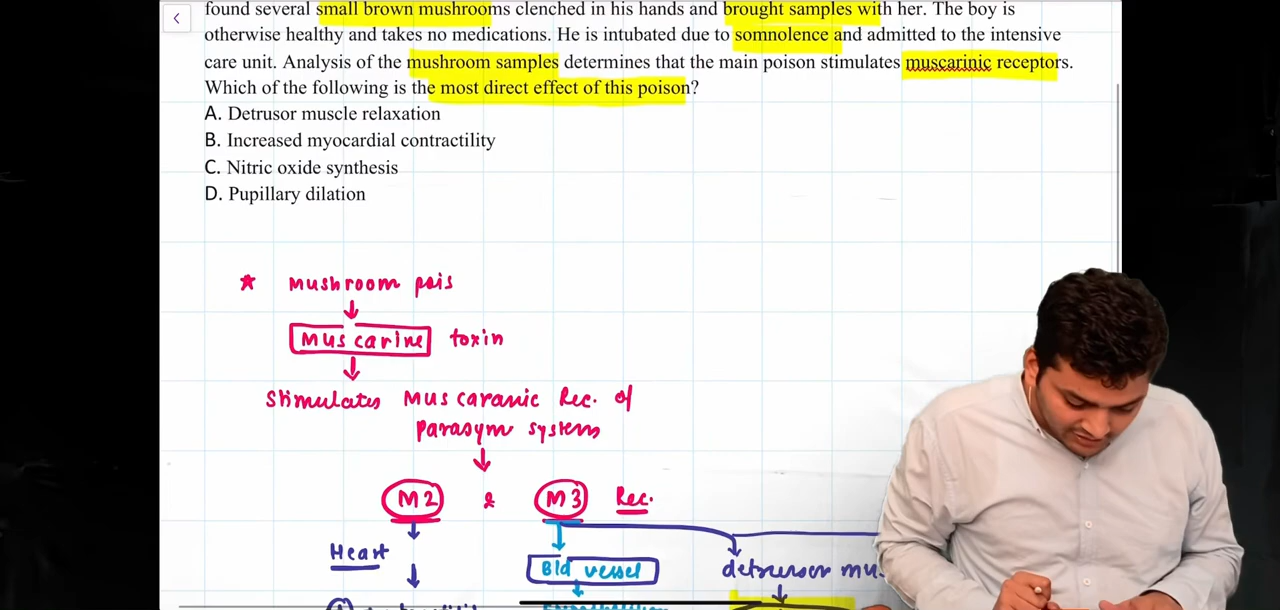 found several small brown mushrooms clenched in his hands and brought samples with her. The boy is
otherwise healthy and takes no medications. He is intubated due to somnolence and admitted to the intensive
care unit. Analysis of the mushroom samples determines that the main poison stimulates muscarinic receptors.
Which of the following is the most direct effect of this poison?
A. Detrusor muscle relaxation
B. Increased myocardial contractility
C. Nitric oxide synthesis
D. Pupillary dilation
* Mushroom pois
Muscarine toxin
Stimulates Muscaranic Rec. of
Parasym system
M2 & M3 Rec.
Heart
Bld vessel
detrursor mu